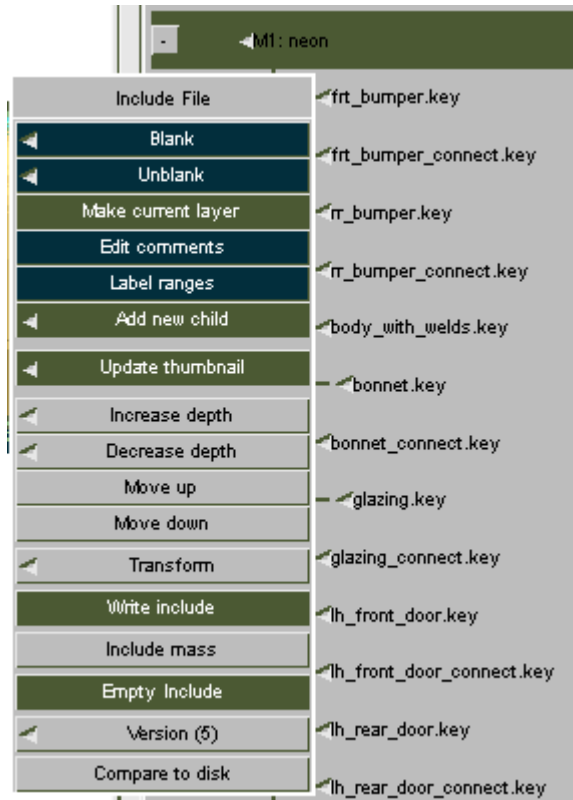 -
M1: neon
Include File
Blank
Unblank
Make current layer
Edit comments
Label ranges
Add new child
Update thumbnail
Increase depth
Decrease depth
Move up
Move down
Transform
Write include
Include mass
Empty Include
Version (5)
Compare to disk
frt_bumper.key
frt_bumper_connect.key
rr_bumper.key
rr_bumper_connect.key
body_with_welds.key
bonnet.key
bonnet_connect.key
glazing.key
glazing_connect.key
lh_front_door.key
lh_front_door_connect.key
lh_rear_door.key
lh_rear_door_connect.key